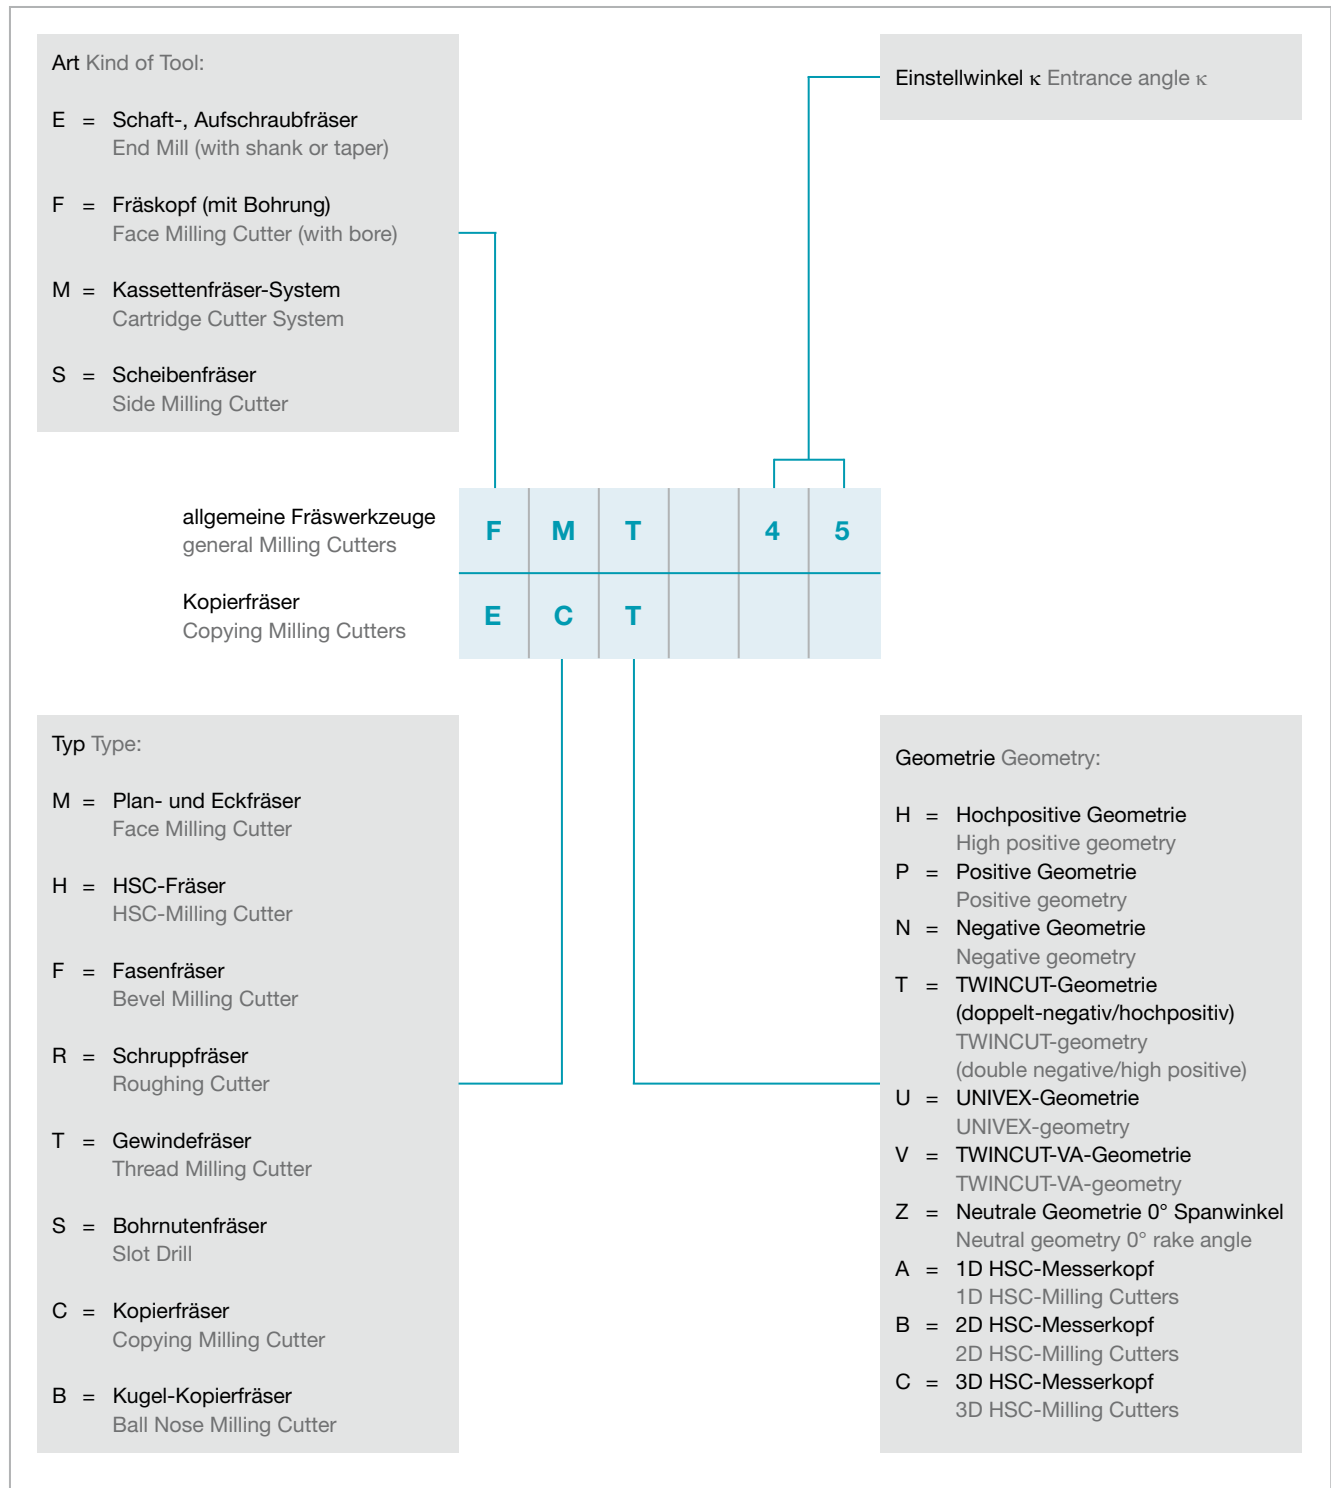 Art Kind of Tool:
E = Schaft-, Aufschraubfräser
End Mill (with shank or taper)
F = Fräskopf (mit Bohrung)
Face Milling Cutter (with bore)
M = Kassettenfräser-System
Cartridge Cutter System
S = Scheibenfräser
Side Milling Cutter
Einstellwinkel κ Entrance angle κ
allgemeine Fräswerkzeuge
general Milling Cutters
F M T 4 5
Kopierfräser
Copying Milling Cutters
E C T
Typ Type:
M = Plan- und Eckfräser
Face Milling Cutter
H = HSC-Fräser
HSC-Milling Cutter
F = Fasenfräser
Bevel Milling Cutter
R = Schruppfräser
Roughing Cutter
T = Gewindefräser
Thread Milling Cutter
S = Bohrnutenfräser
Slot Drill
C = Kopierfräser
Copying Milling Cutter
B = Kugel-Kopierfräser
Ball Nose Milling Cutter
Geometrie Geometry:
H = Hochpositive Geometrie
High positive geometry
P = Positive Geometrie
Positive geometry
N = Negative Geometrie
Negative geometry
T = TWINCUT-Geometrie
(doppelt-negativ/hochpositiv)
TWINCUT-geometry
(double negative/high positive)
U = UNIVEX-Geometrie
UNIVEX-geometry
V = TWINCUT-VA-Geometrie
TWINCUT-VA-geometry
Z = Neutrale Geometrie 0° Spanwinkel
Neutral geometry 0° rake angle
A = 1D HSC-Messerkopf
1D HSC-Milling Cutters
B = 2D HSC-Messerkopf
2D HSC-Milling Cutters
C = 3D HSC-Messerkopf
3D HSC-Milling Cutters